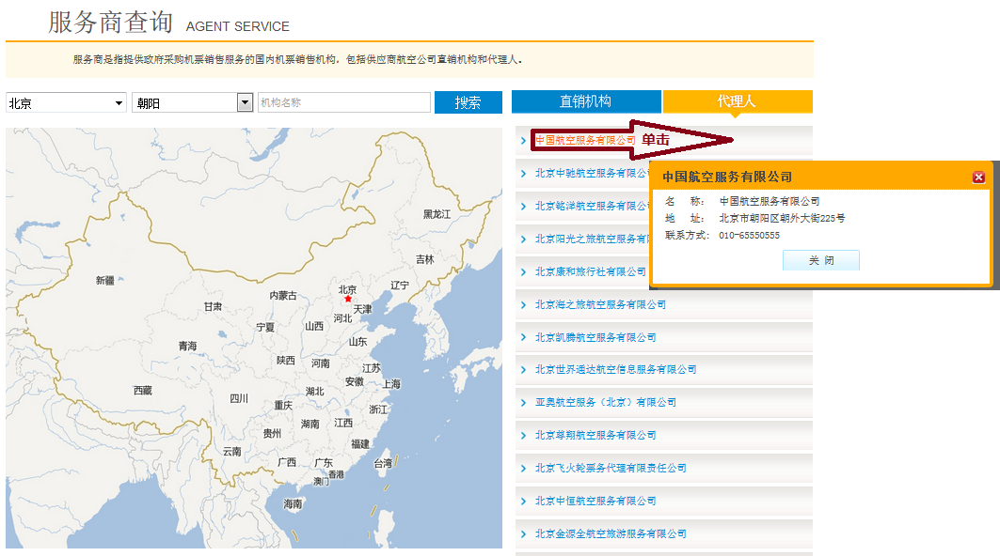 服务商查询 AGENT SERVICE
服务商是指提供政府采购机票销售服务的国内机票销售机构，包括供应商航空公司直销机构和代理人。
北京 朝阳 机构名称 搜索
直销机构 代理人
中国航空服务有限公司 单击
北京中驰航空服务有限公
北京铭洋航空服务有限公
北京阳光之旅航空服务有
北京康和旅行社有限公司
北京海之旅航空服务有限公司
北京凯腾航空服务有限公司
北京世界通达航空信息服务有限公司
亚奥航空服务（北京）有限公司
北京尊翔航空服务有限公司
北京飞火轮票务代理有限责任公司
北京中恒航空服务有限公司
北京金源全航空旅游服务有限公司
中国航空服务有限公司
名 称: 中国航空服务有限公司
地 址: 北京市朝阳区朝外大街225号
联系方式: 010-65550555
关 闭
黑龙江
吉林
新疆
辽宁
北京
内蒙古
甘肃
天津
河北
宁夏
山西
山东
青海
陕西
河南
江苏
安徽
上海
西藏
湖北
四川
重庆
浙江
湖南
江西
贵州
福建
云南
广西
广东
台湾
香港
澳门
海南